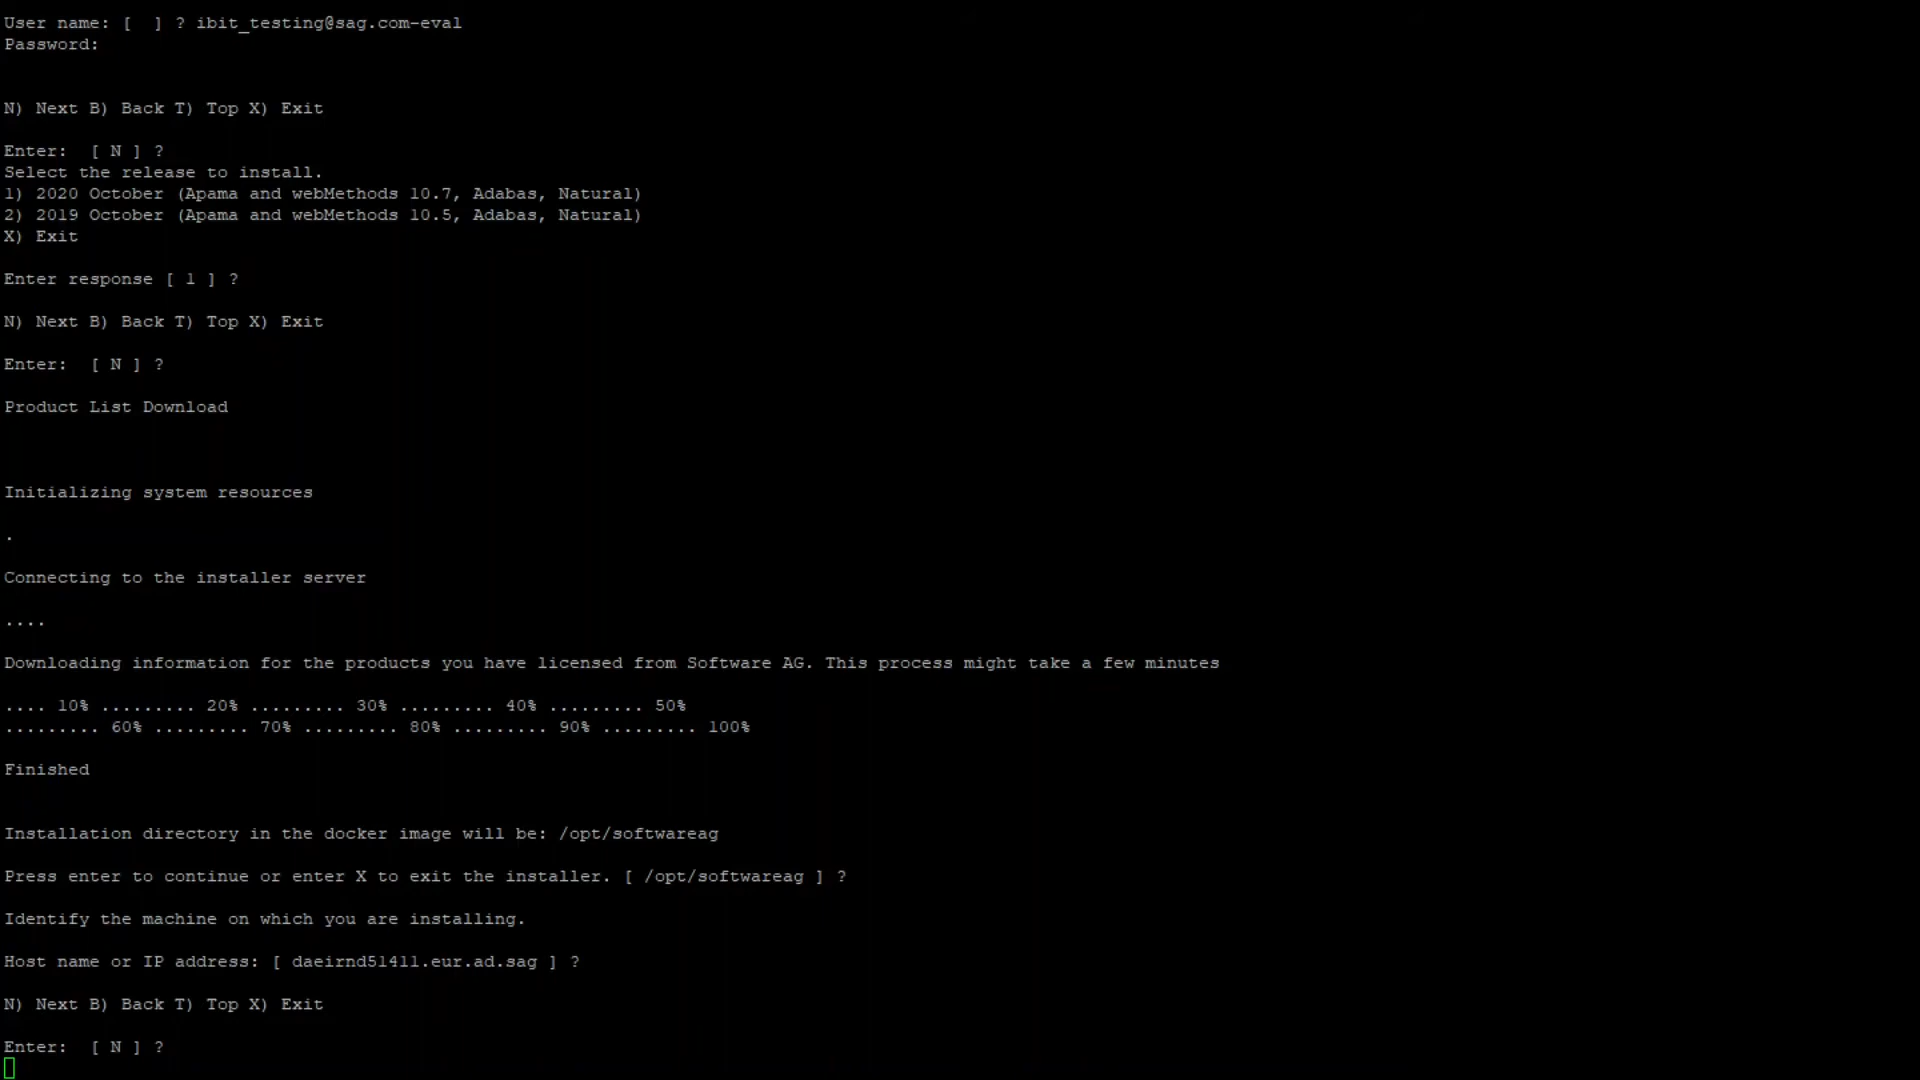 User name: [  ] ? ibit_testing@sag.com-eval
Password:
N) Next B) Back T) Top X) Exit
Enter:  [ N ] ?
Select the release to install.
1) 2020 October (Apama and webMethods 10.7, Adabas, Natural)
2) 2019 October (Apama and webMethods 10.5, Adabas, Natural)
X) Exit
Enter response [ 1 ] ?
N) Next B) Back T) Top X) Exit
Enter:  [ N ] ?
Product List Download
Initializing system resources
.
Connecting to the installer server
....
Downloading information for the products you have licensed from Software AG. This process might take a few minutes
.... 10% ......... 20% ......... 30% ......... 40% ......... 50%
......... 60% ......... 70% ......... 80% ......... 90% ......... 100%
Finished
Installation directory in the docker image will be: /opt/softwareag
Press enter to continue or enter X to exit the installer. [ /opt/softwareag ] ?
Identify the machine on which you are installing.
Host name or IP address: [ daeirnd51411.eur.ad.sag ] ?
N) Next B) Back T) Top X) Exit
Enter:  [ N ] ?